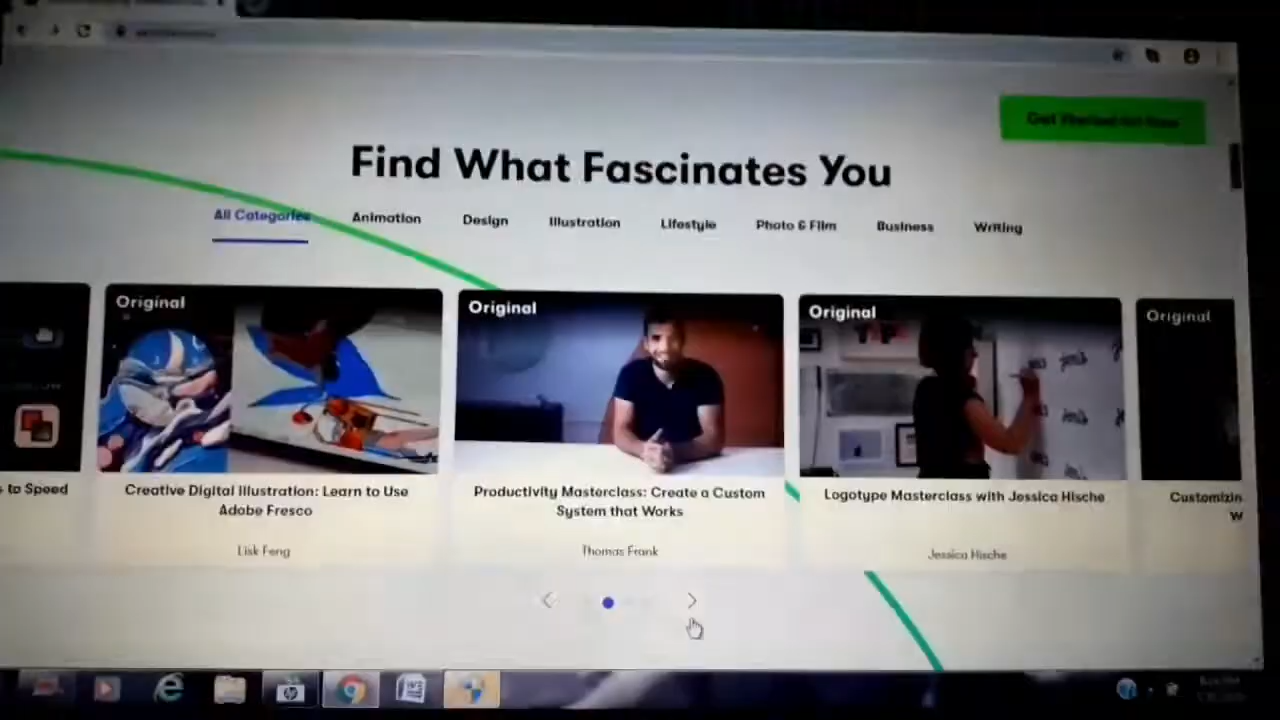 Get Started
Find What Fascinates You
All Categories
Animation
Design
Illustration
Lifestyle
Photo & Film
Business
Writing
Original
Original
Original
Original
to Speed
Creative Digital Illustration: Learn to Use
Adobe Fresco
Lisk Feng
Productivity Masterclass: Create a Custom
System that Works
Thomas Frank
Logotype Masterclass with Jessica Hische
Jessica Hische
Customizin
W